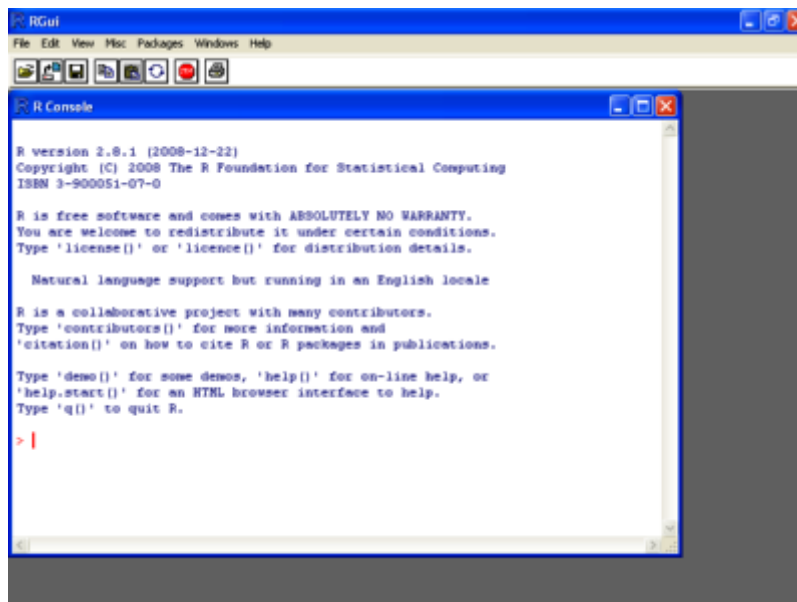 RGui
File Edit View Misc Packages Windows Help
STOP
R Console
R version 2.8.1 (2008-12-22)
Copyright (C) 2008 The R Foundation for Statistical Computing
ISBN 3-900051-07-0
R is free software and comes with ABSOLUTELY NO WARRANTY.
You are welcome to redistribute it under certain conditions.
Type 'license()' or 'licence()' for distribution details.
Natural language support but running in an English locale
R is a collaborative project with many contributors.
Type 'contributors()' for more information and
'citation()' on how to cite R or R packages in publications.
Type 'demo()' for some demos, 'help()' for on-line help, or
'help.start()' for an HTML browser interface to help.
Type 'q()' to quit R.
>